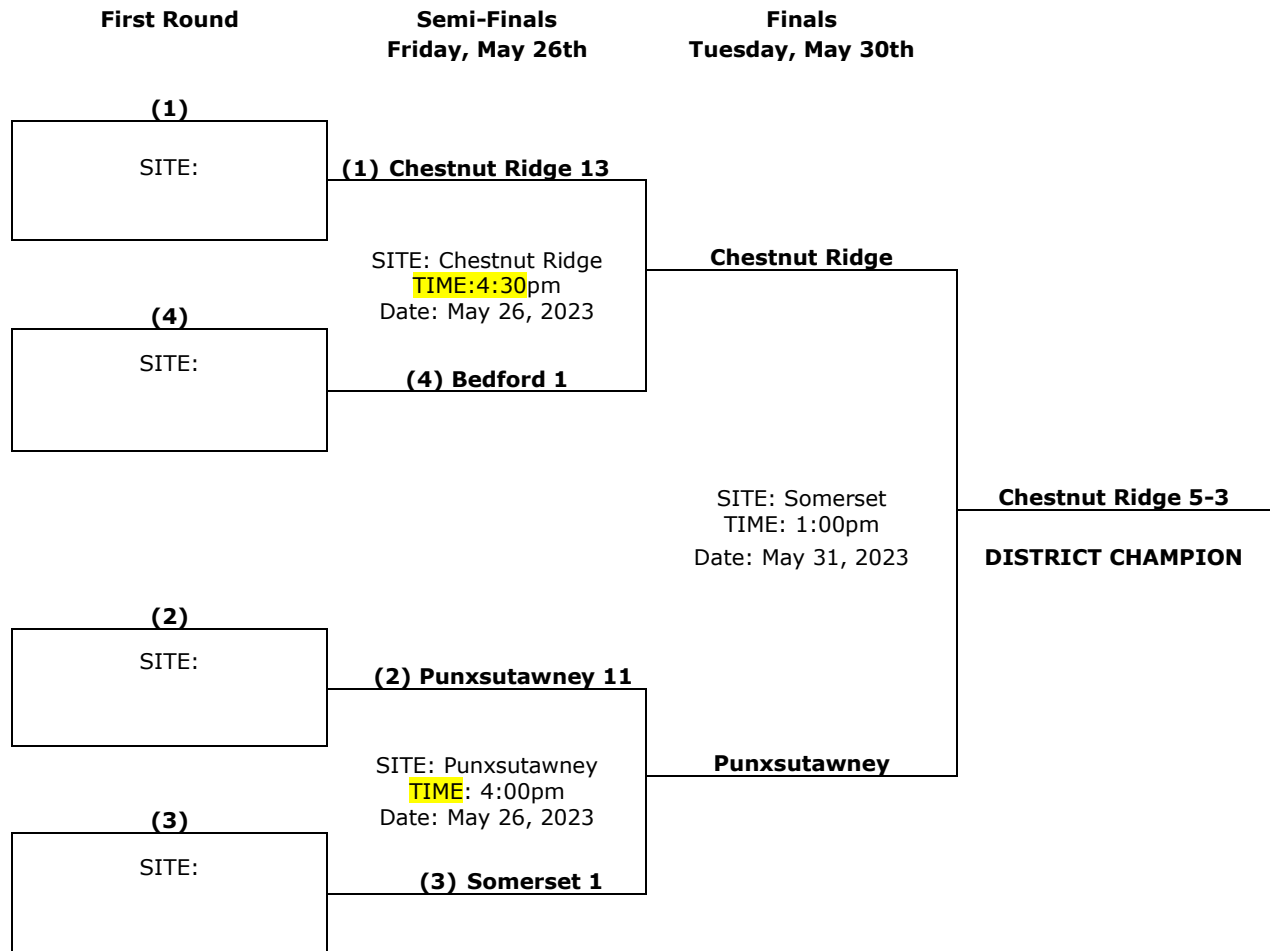 First Round
Semi-Finals
Friday, May 26th
Finals
Tuesday, May 30th
(1)
SITE:
(1) Chestnut Ridge 13
SITE: Chestnut Ridge
TIME:4:30pm
Date: May 26, 2023
Chestnut Ridge
(4)
SITE:
(4) Bedford 1
SITE: Somerset
TIME: 1:00pm
Date: May 31, 2023
Chestnut Ridge 5-3
DISTRICT CHAMPION
(2)
SITE:
(2) Punxsutawney 11
SITE: Punxsutawney
TIME: 4:00pm
Date: May 26, 2023
Punxsutawney
(3)
SITE:
(3) Somerset 1